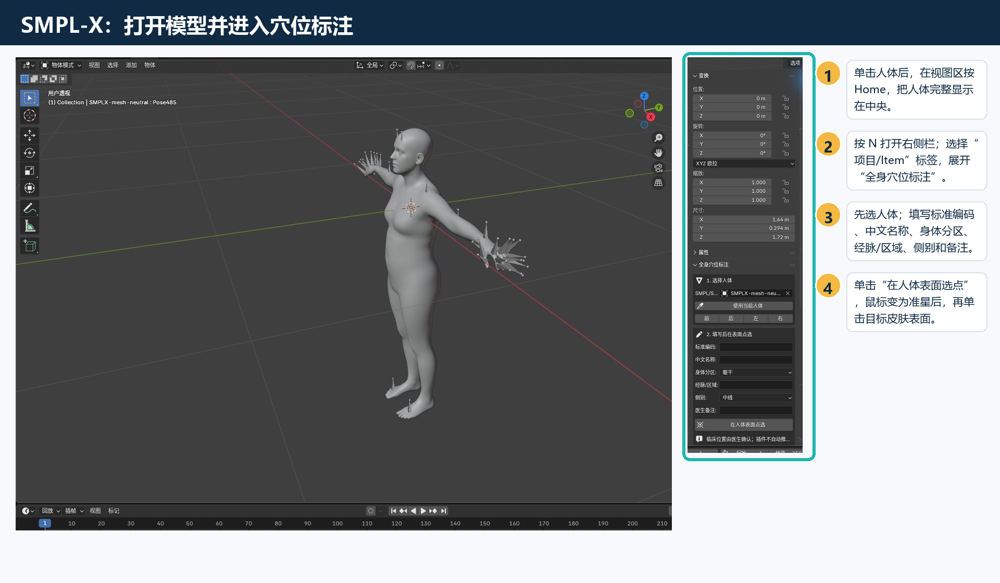 SMPL-X：打开模型并进入穴位标注
物体模式 视图 选择 添加 物体
全局
用户透视
(1) Collection | SMPLX-mesh-neutral : Pose485
Z
Y
X
回放 插帧 视图 标记
1 10 20 30 40 50 60 70 80 90 100 110 120 130 140 150 160 170 180 190 200 210
选项
变换
位置:
X 0 m
Y 0 m
Z 0 m
旋转:
X 0°
Y 0°
Z 0°
XYZ 欧拉
缩放:
X 1.000
Y 1.000
Z 1.000
尺寸:
X 1.64 m
Y 0.294 m
Z 1.72 m
属性
全身穴位标注
1. 选择人体
SMPL/S... SMPLX-mesh-neu...
使用当前人体
前 后 左 右
2. 填写后在表面点选
标准编码:
中文名称:
身体分区: 躯干
经脉/区域:
侧别: 中线
医生备注:
在人体表面点选
临床位置由医生确认；插件不自动推...
1
单击人体后，在视图区按
Home，把人体完整显示
在中央。
2
按 N 打开右侧栏；选择“
项目/Item”标签，展开
“全身穴位标注”。
3
先选人体；填写标准编码
、中文名称、身体分区、
经脉/区域、侧别和备注。
4
单击“在人体表面选点”
，鼠标变为准星后，再单
击目标皮肤表面。